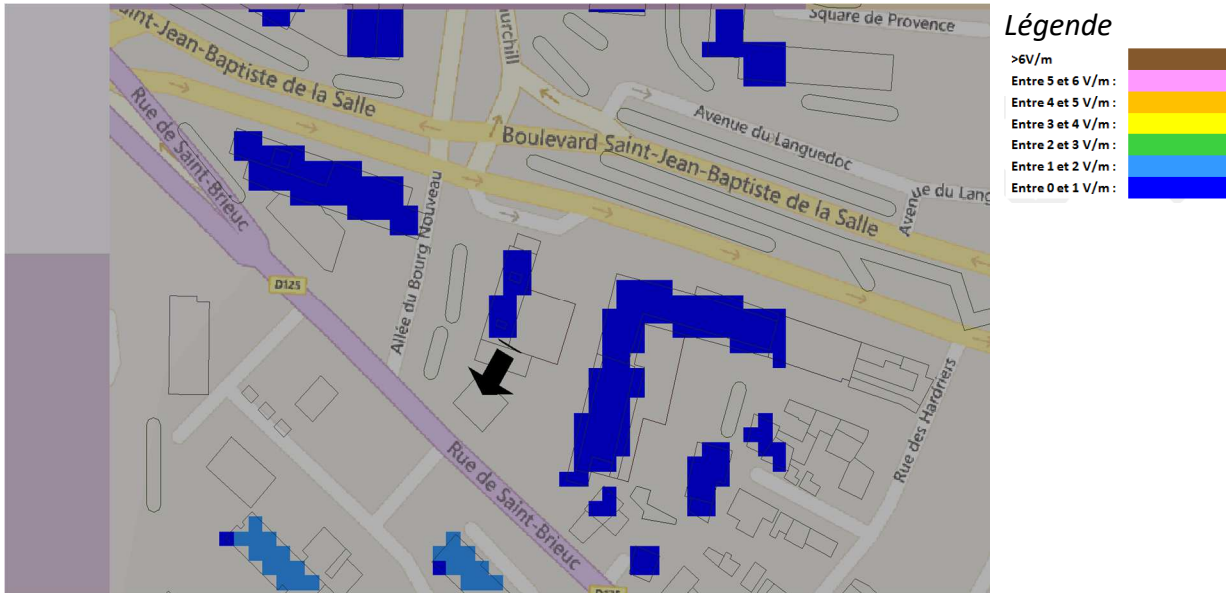 Square de Provence
Légende
>6V/m
Entre 5 et 6 V/m :
Entre 4 et 5 V/m :
Entre 3 et 4 V/m :
Entre 2 et 3 V/m :
Entre 1 et 2 V/m :
Entre 0 et 1 V/m :
aint-Jean-Baptiste de la Salle
urchill
Boulevard Saint-Jean-Baptiste de la Salle
Avenue du Languedoc
Avenue
ue du Lang
Rue de Saint-Brieuc
Allée du Bourg Nouveau
D125
Rue des Hardriers
Rue de Saint-Brieuc